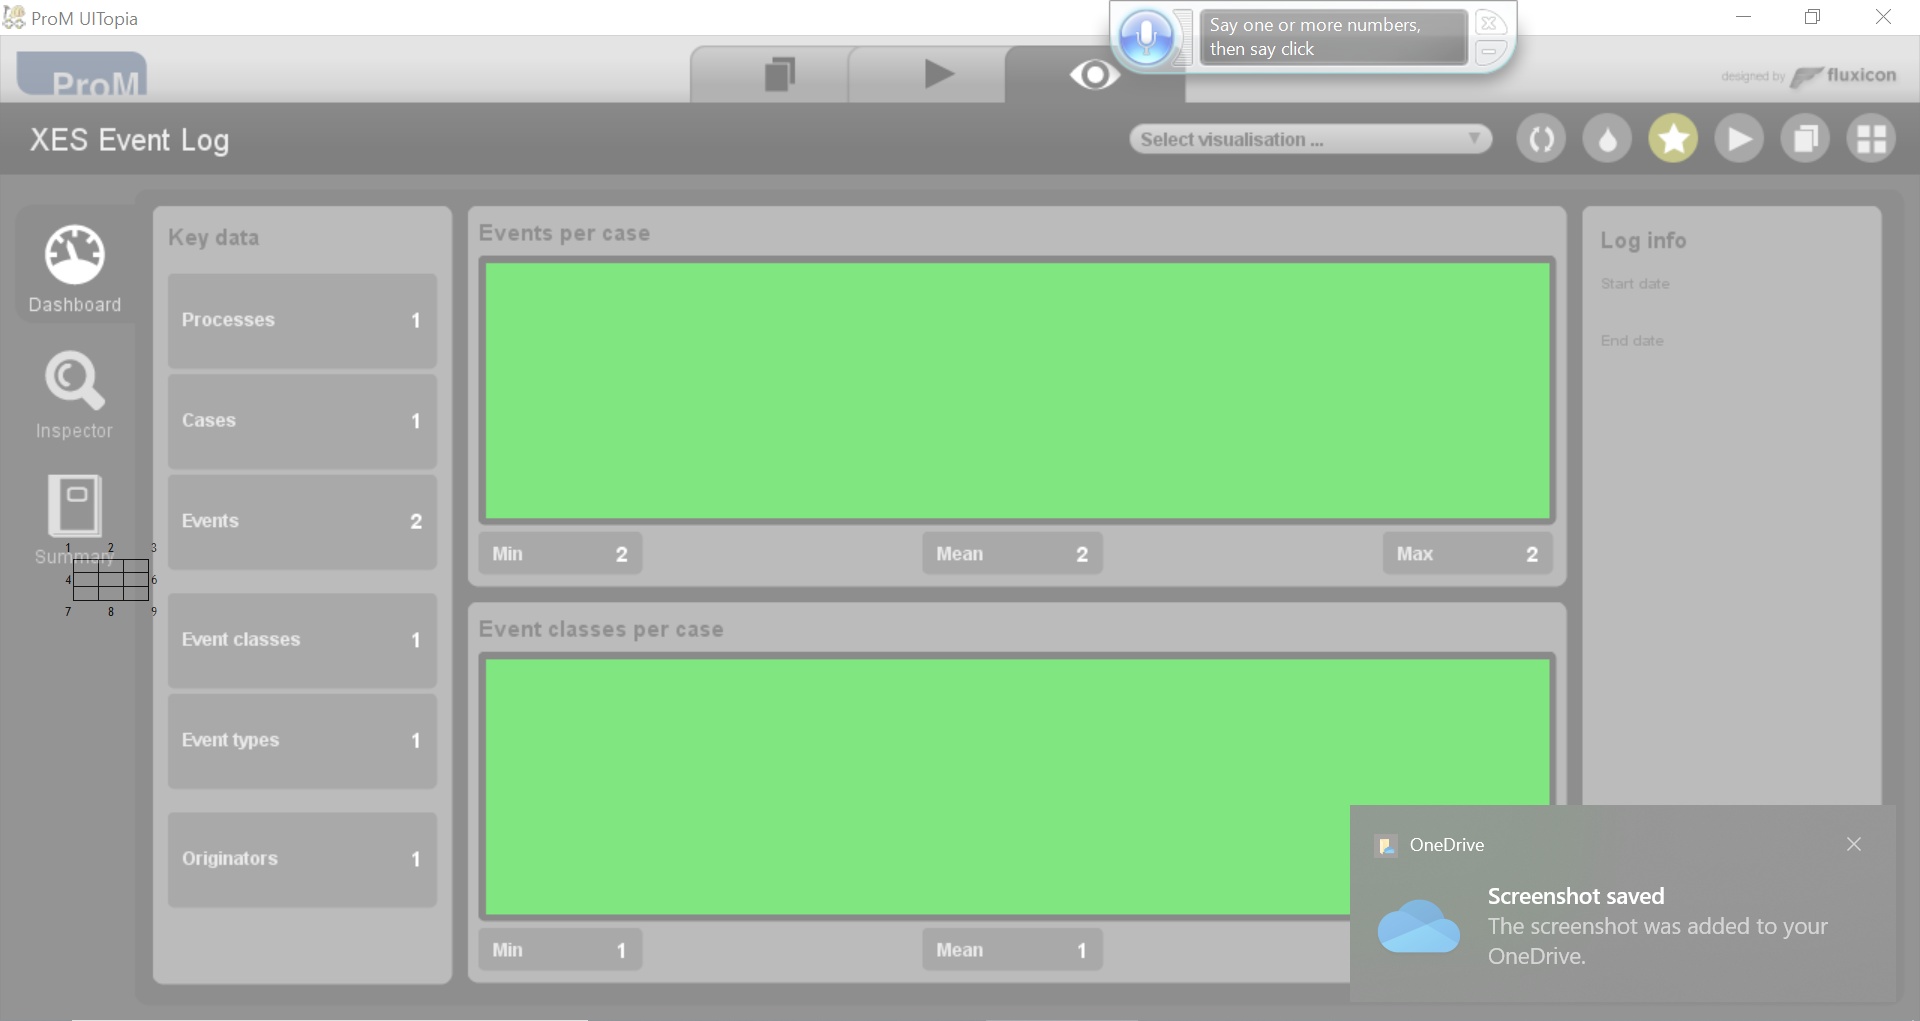 ProM UITopia
Say one or more numbers,
then say click
ProM
designed by fluxicon
XES Event Log
Select visualisation ...
Dashboard
Inspector
Summary
1 2 3
4 6
7 8 9
Key data
Processes 1
Cases 1
Events 2
Event classes 1
Event types 1
Originators 1
Events per case
Min 2 Mean 2 Max 2
Event classes per case
Min 1 Mean 1
Log info
Start date
End date
OneDrive
Screenshot saved
The screenshot was added to your
OneDrive.